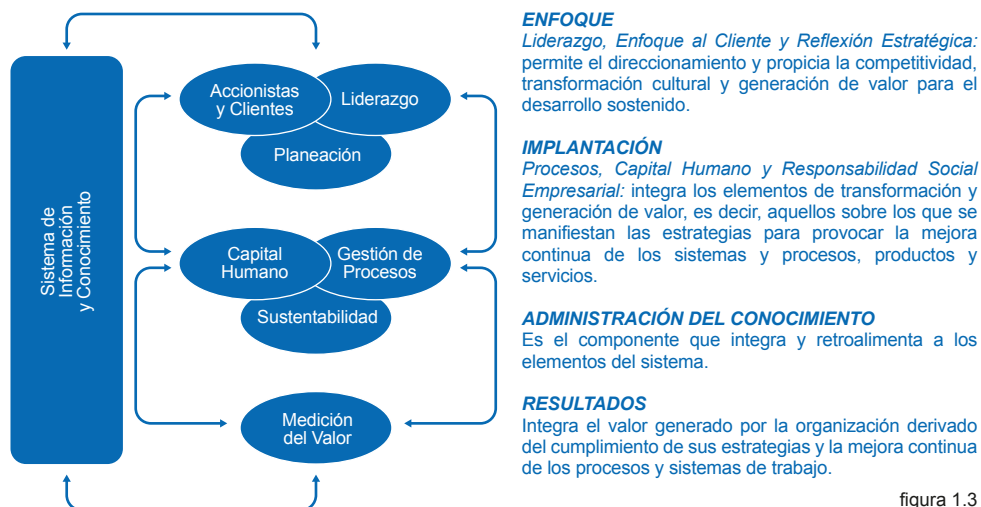 Sistema de
Información
y Conocimiento
Accionistas
y Clientes
Liderazgo
Planeación
Capital
Humano
Gestión de
Procesos
Sustentabilidad
Medición
del Valor
ENFOQUE
Liderazgo, Enfoque al Cliente y Reflexión Estratégica:
permite el direccionamiento y propicia la competitividad,
transformación cultural y generación de valor para el
desarrollo sostenido.
IMPLANTACIÓN
Procesos, Capital Humano y Responsabilidad Social
Empresarial: integra los elementos de transformación y
generación de valor, es decir, aquellos sobre los que se
manifiestan las estrategias para provocar la mejora
continua de los sistemas y procesos, productos y
servicios.
ADMINISTRACIÓN DEL CONOCIMIENTO
Es el componente que integra y retroalimenta a los
elementos del sistema.
RESULTADOS
Integra el valor generado por la organización derivado
del cumplimiento de sus estrategias y la mejora continua
de los procesos y sistemas de trabajo.
figura 1.3